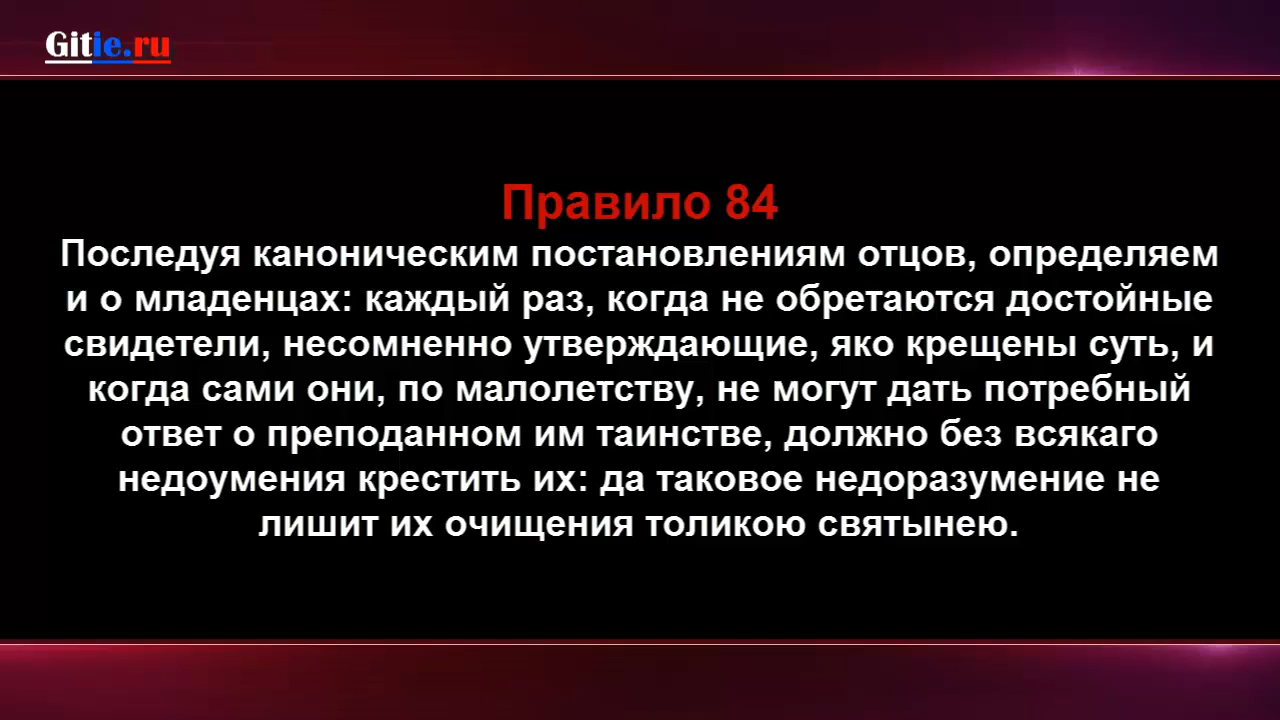 Gitie.ru
Правило 84
Последуя каноническим постановлениям отцов, определяем
и о младенцах: каждый раз, когда не обретаются достойные
свидетели, несомненно утверждающие, яко крещены суть, и
когда сами они, по малолетству, не могут дать потребный
ответ о преподанном им таинстве, должно без всякаго
недоумения крестить их: да таковое недоразумение не
лишит их очищения толикою святынею.